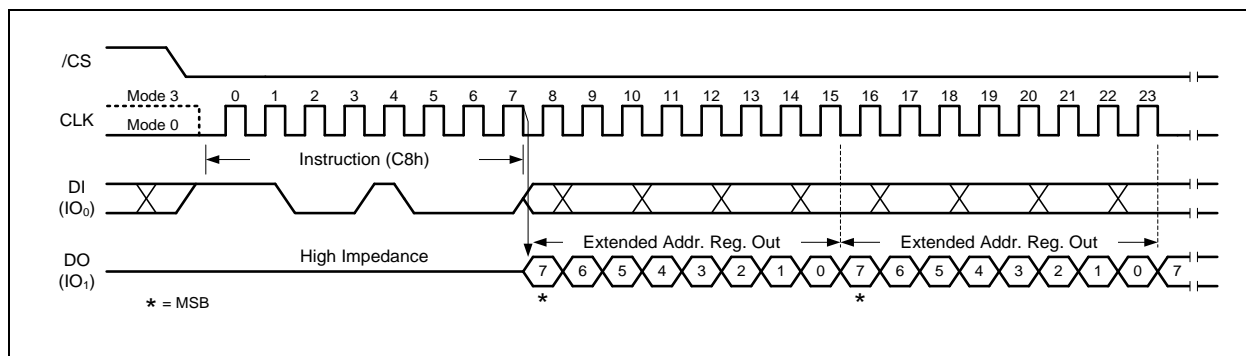 /CS
Mode 3
0 1 2 3 4 5 6 7 8 9 10 11 12 13 14 15 16 17 18 19 20 21 22 23
CLK
Mode 0
Instruction (C8h)
DI
(IO₀)
High Impedance
Extended Addr. Reg. Out Extended Addr. Reg. Out
DO
(IO₁)
7 6 5 4 3 2 1 0 7 6 5 4 3 2 1 0 7
* *
* = MSB